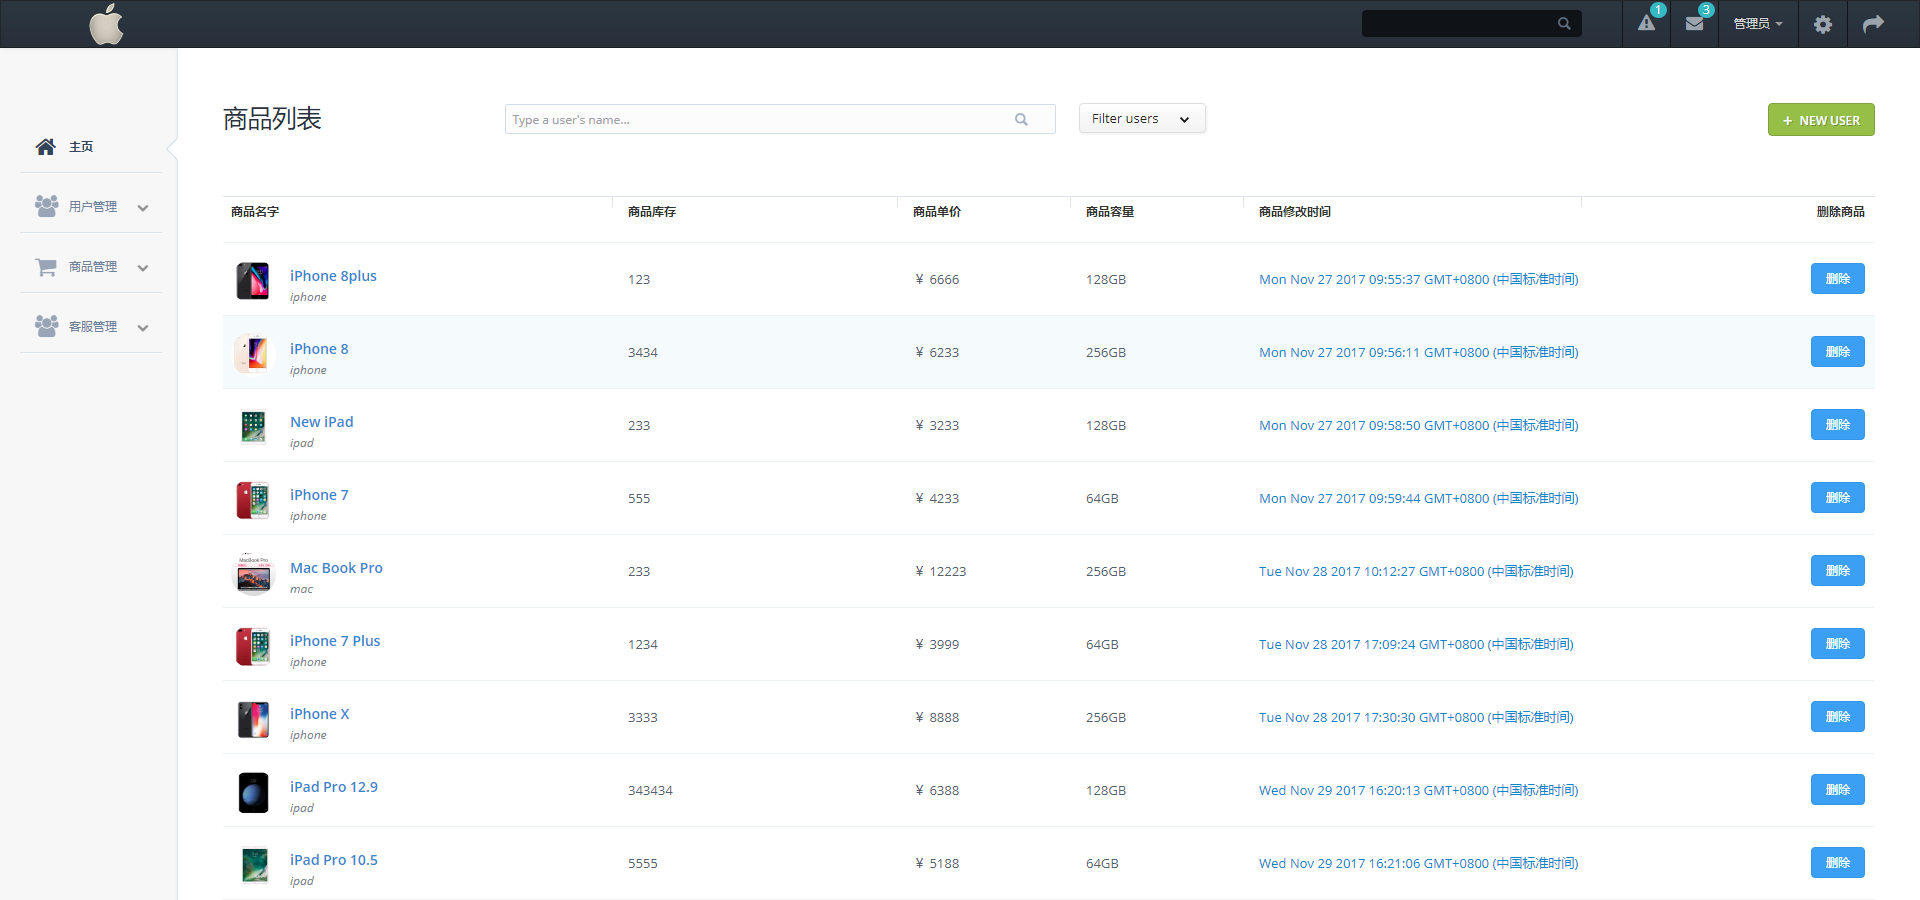 1
3
管理员
商品列表
Type a user's name...
Filter users
+ NEW USER
主页
用户管理
商品管理
客服管理
商品名字 商品库存 商品单价 商品容量 商品修改时间 删除商品
iPhone 8plus
iphone
123 ¥ 6666 128GB Mon Nov 27 2017 09:55:37 GMT+0800 (中国标准时间) 删除
iPhone 8
iphone
3434 ¥ 6233 256GB Mon Nov 27 2017 09:56:11 GMT+0800 (中国标准时间) 删除
New iPad
ipad
233 ¥ 3233 128GB Mon Nov 27 2017 09:58:50 GMT+0800 (中国标准时间) 删除
iPhone 7
iphone
555 ¥ 4233 64GB Mon Nov 27 2017 09:59:44 GMT+0800 (中国标准时间) 删除
MacBook Pro
Mac Book Pro
mac
233 ¥ 12223 256GB Tue Nov 28 2017 10:12:27 GMT+0800 (中国标准时间) 删除
iPhone 7 Plus
iphone
1234 ¥ 3999 64GB Tue Nov 28 2017 17:09:24 GMT+0800 (中国标准时间) 删除
iPhone X
iphone
3333 ¥ 8888 256GB Tue Nov 28 2017 17:30:30 GMT+0800 (中国标准时间) 删除
iPad Pro 12.9
ipad
343434 ¥ 6388 128GB Wed Nov 29 2017 16:20:13 GMT+0800 (中国标准时间) 删除
iPad Pro 10.5
ipad
5555 ¥ 5188 64GB Wed Nov 29 2017 16:21:06 GMT+0800 (中国标准时间) 删除